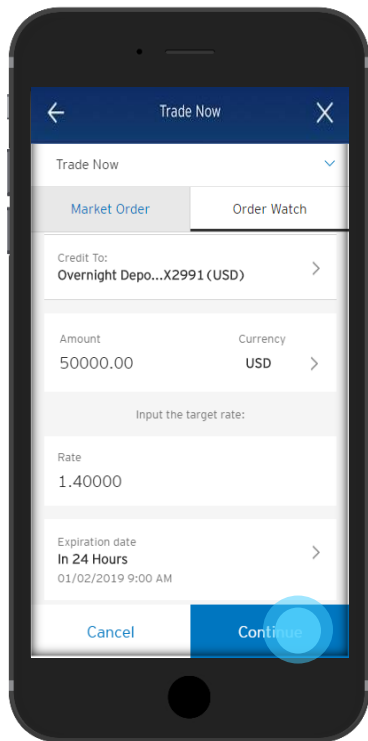 Trade Now
Trade Now
Market Order
Order Watch
Credit To:
Overnight Depo...X2991 (USD)
Amount
Currency
50000.00
USD
Input the target rate:
Rate
1.40000
Expiration date
In 24 Hours
01/02/2019 9:00 AM
Cancel
Continue